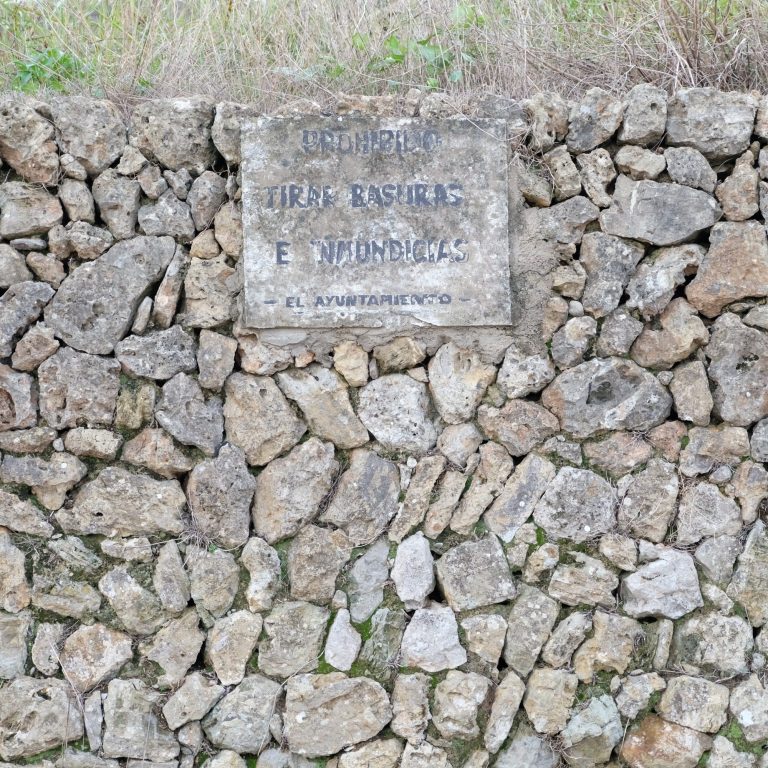 PROHIBIDO
TIRAR BASURAS
E INMUNDICIAS
- EL AYUNTAMIENTO -